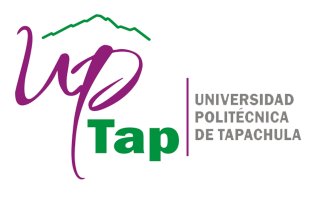 up
Tap
UNIVERSIDAD
POLITÉCNICA
DE TAPACHULA